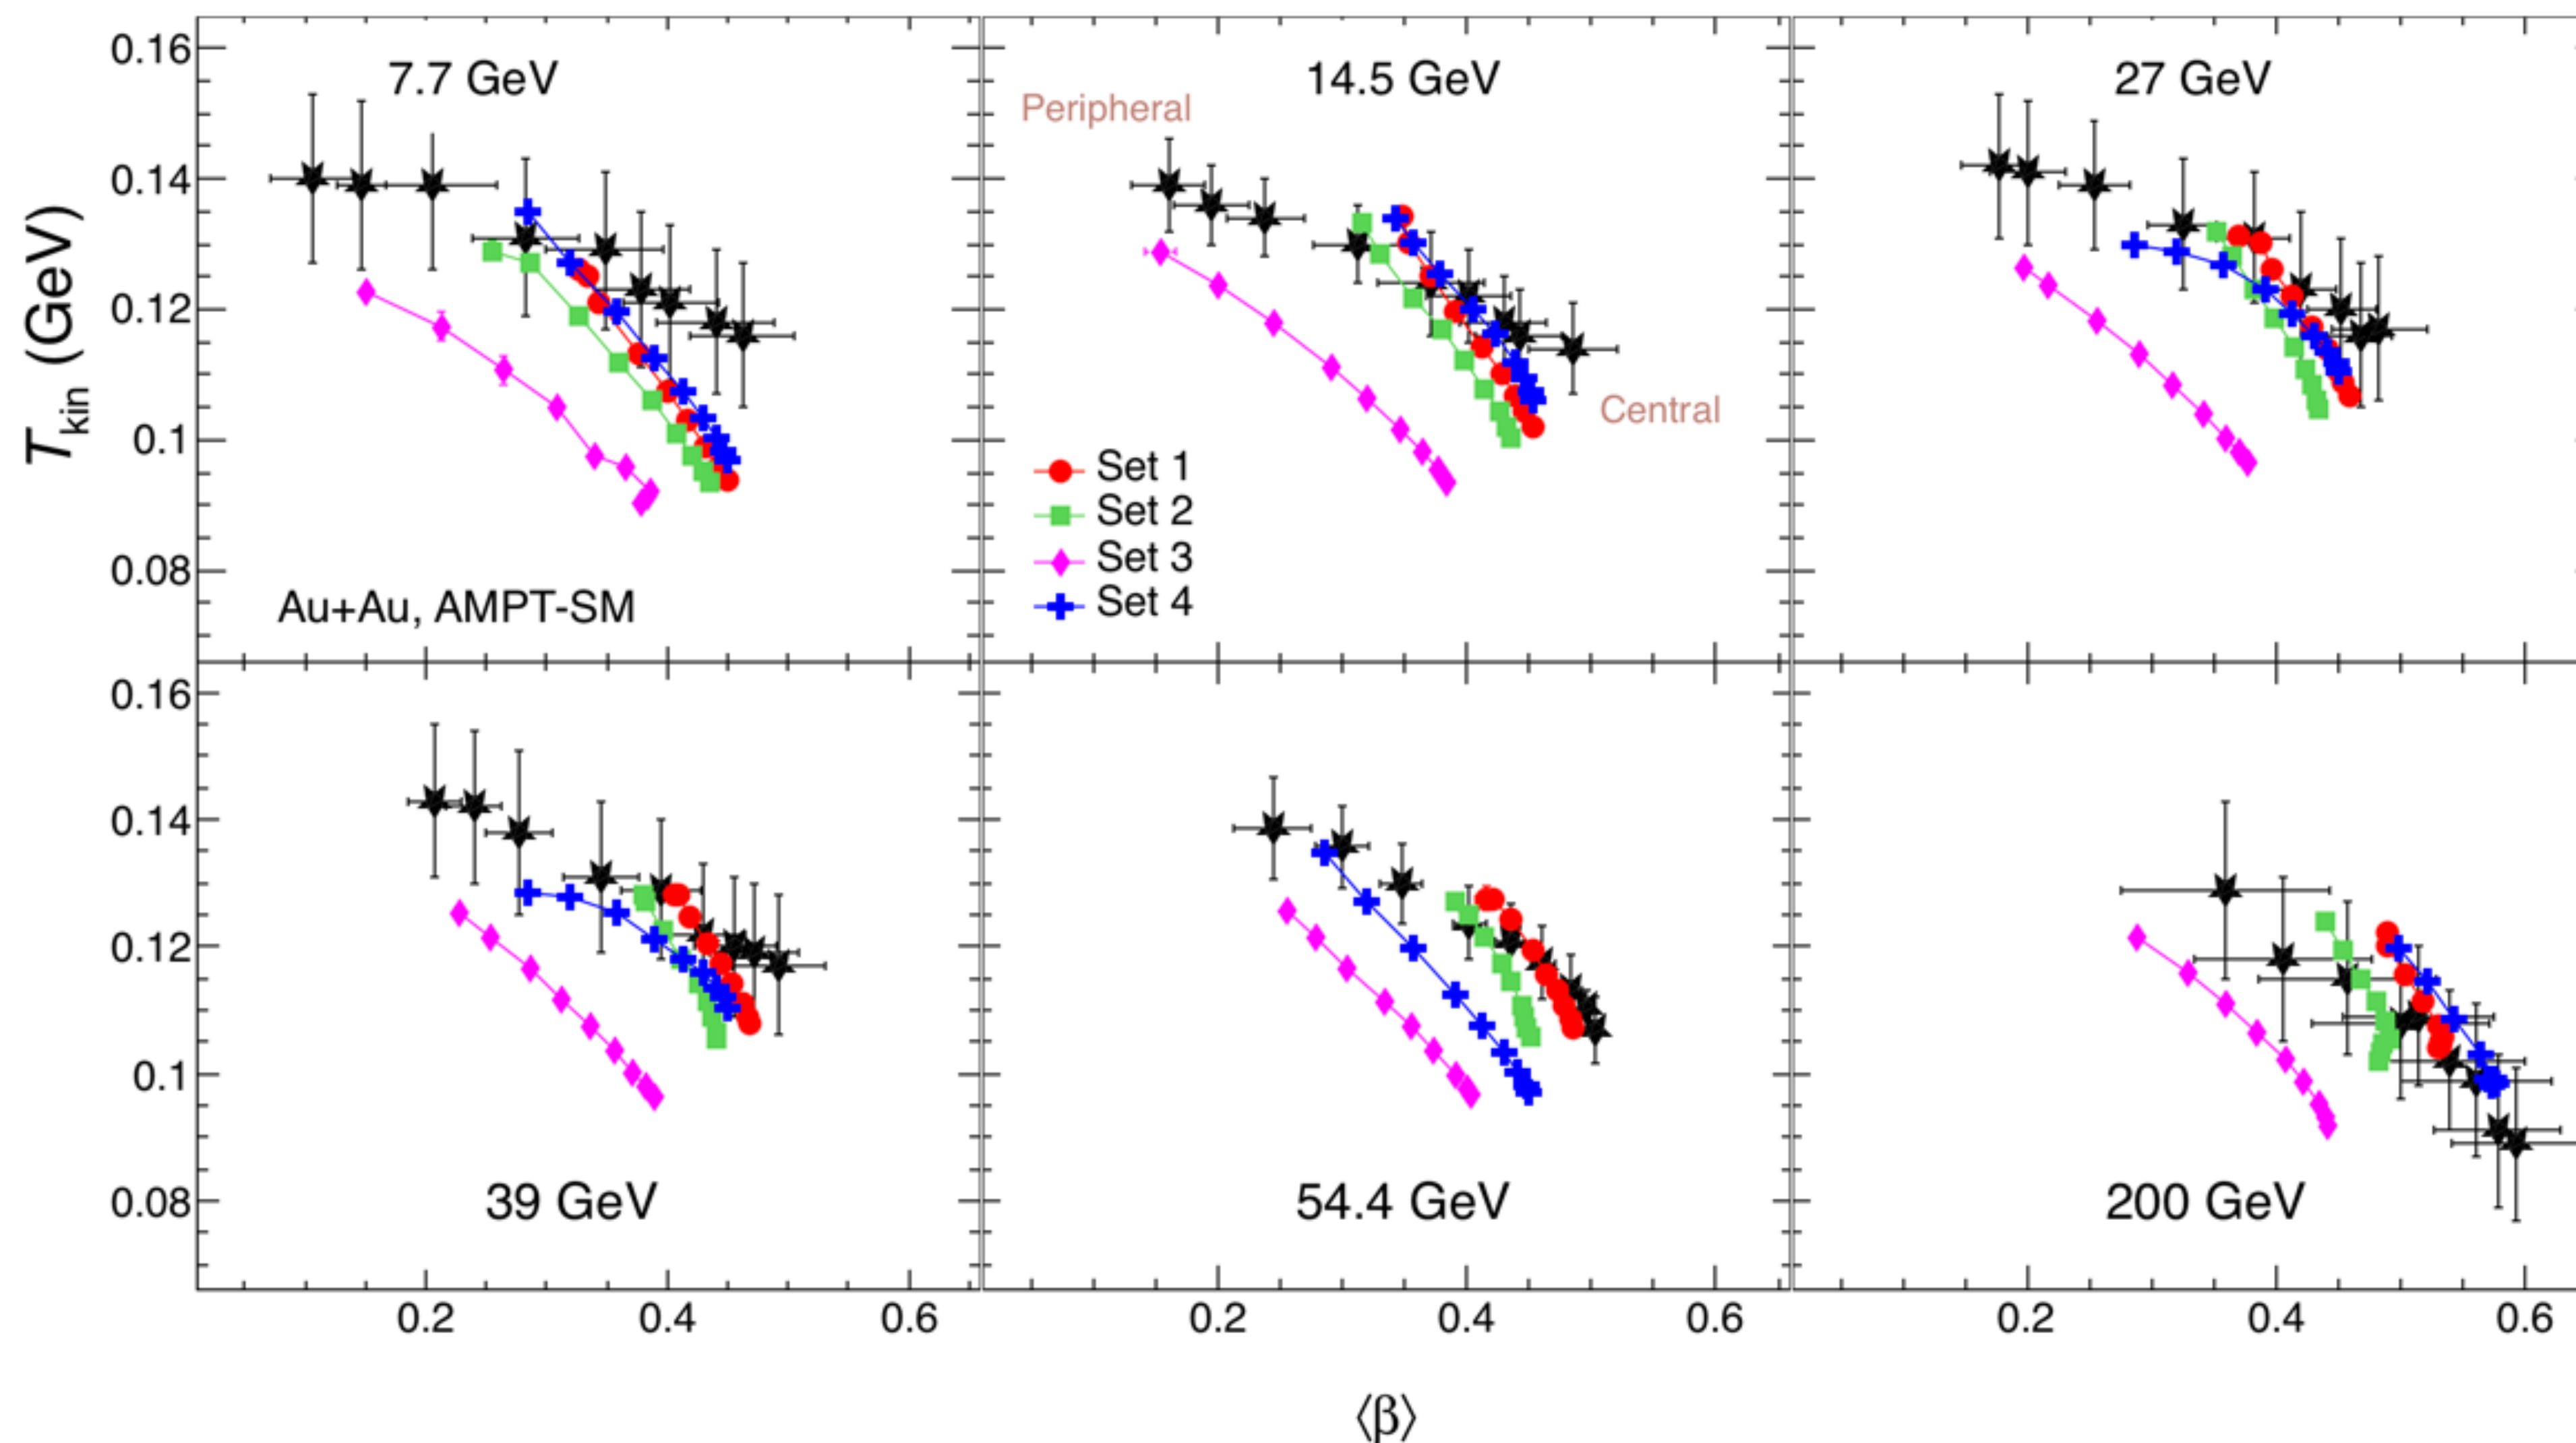 0.16
0.14
0.12
0.1
0.08
T kin (GeV)
7.7 GeV
Au+Au, AMPT-SM
Peripheral
14.5 GeV
Central
Set 1
Set 2
Set 3
Set 4
27 GeV
0.16
0.14
0.12
0.1
0.08
39 GeV
54.4 GeV
200 GeV
0.2 0.4 0.6 0.2 0.4 0.6 0.2 0.4 0.6
⟨β⟩